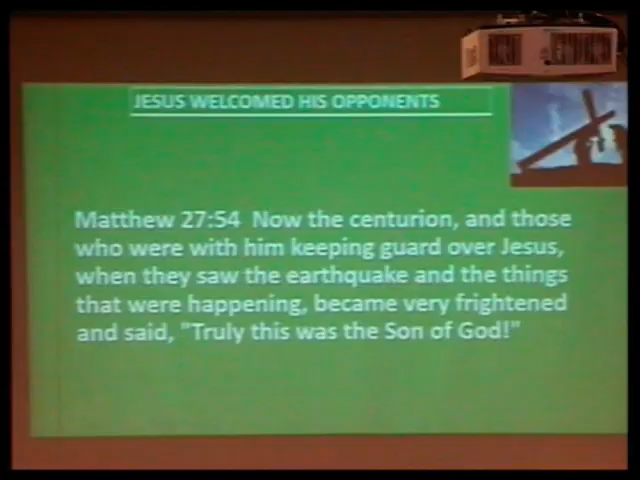 JESUS WELCOMED HIS OPPONENTS
Matthew 27:54 Now the centurion, and those
who were with him keeping guard over Jesus,
when they saw the earthquake and the things
that were happening, became very frightened
and said, "Truly this was the Son of God!"